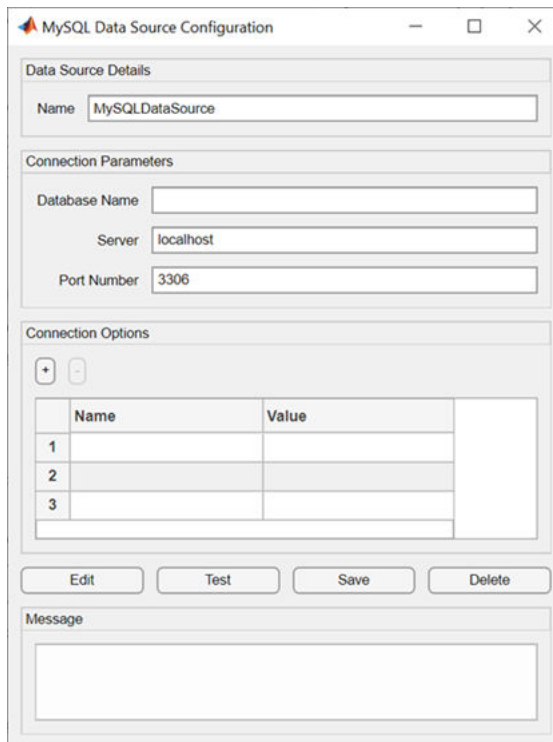 MySQL Data Source Configuration
Data Source Details
Name MySQLDataSource
Connection Parameters
Database Name
Server localhost
Port Number 3306
Connection Options
+ -
Name Value
1
2
3
Edit Test Save Delete
Message